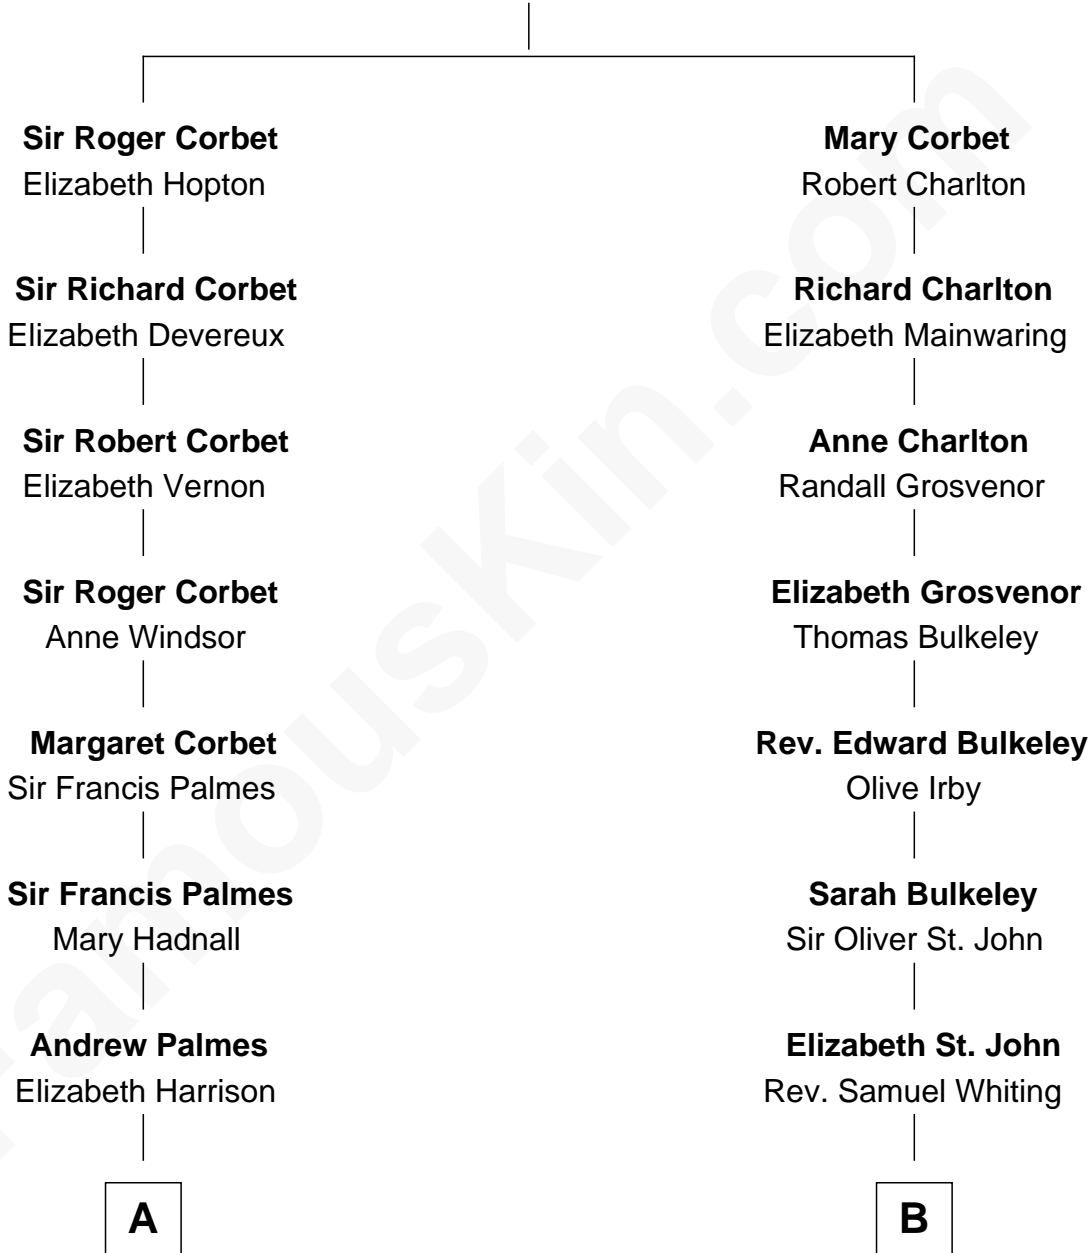 Sir Roger Corbet
Elizabeth Hopton
Sir Richard Corbet
Elizabeth Devereux
Sir Robert Corbet
Elizabeth Vernon
Sir Roger Corbet
Anne Windsor
Margaret Corbet
Sir Francis Palmes
Sir Francis Palmes
Mary Hadnall
Andrew Palmes
Elizabeth Harrison
A
Mary Corbet
Robert Charlton
Richard Charlton
Elizabeth Mainwaring
Anne Charlton
Randall Grosvenor
Elizabeth Grosvenor
Thomas Bulkeley
Rev. Edward Bulkeley
Olive Irby
Sarah Bulkeley
Sir Oliver St. John
Elizabeth St. John
Rev. Samuel Whiting
B
FamousKin.com